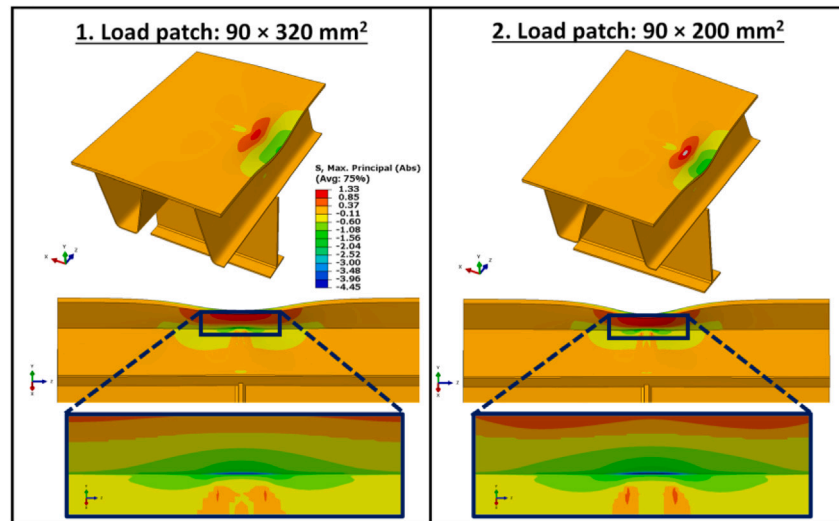 1. Load patch: 90 × 320 mm²
2. Load patch: 90 × 200 mm²
S, Max. Principal (Abs)
(Avg: 75%)
1.33
0.85
0.37
-0.11
-0.60
-1.08
-1.56
-2.04
-2.52
-3.00
-3.48
-3.96
-4.45
Y
Z
X
Y
Z
X
Y
Z
X
Y
Z
X